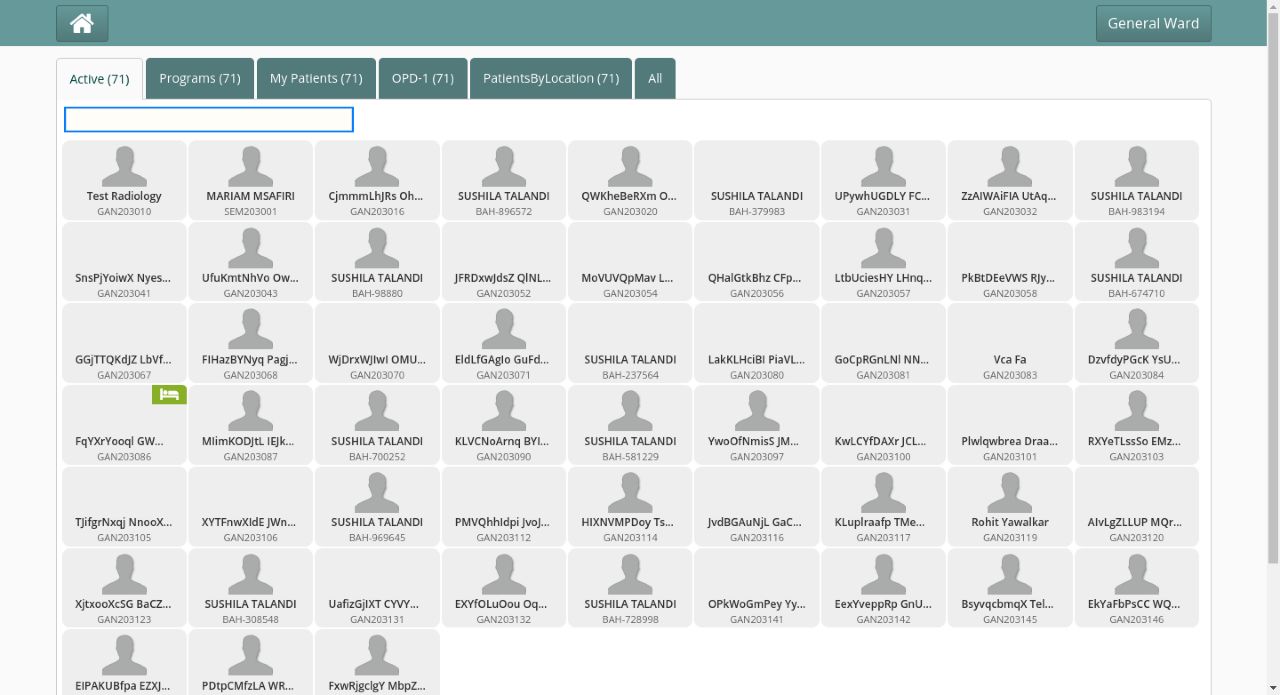 General Ward
Active (71)
Programs (71)
My Patients (71)
OPD-1 (71)
PatientsByLocation (71)
All
Test Radiology
GAN203010
MARIAM MSAFIRI
SEM203001
CjmmmLhJRs Oh...
GAN203016
SUSHILA TALANDI
BAH-896572
QWKheBeRXm O...
GAN203020
SUSHILA TALANDI
BAH-379983
UPywhUGDLY FC...
GAN203031
ZzAIWAiFIA UtAq...
GAN203032
SUSHILA TALANDI
BAH-983194
SnsPjYoiwX Nyes...
GAN203041
UfuKmtNhVo Ow...
GAN203043
SUSHILA TALANDI
BAH-98880
JFRDxwJdsZ QlNL...
GAN203052
MoVUVQpMav L...
GAN203054
QHalGtkBhz CFp...
GAN203056
LtbUciesHY LHnq...
GAN203057
PkBtDEeVWS RJy...
GAN203058
SUSHILA TALANDI
BAH-674710
GGjTTQKdJZ LbVf...
GAN203067
FIHazBYNyq Pagj...
GAN203068
WjDrxWJIwI OMU...
GAN203070
EldLfGAgIo GuFd...
GAN203071
SUSHILA TALANDI
BAH-237564
LakKLHciBI PiaVL...
GAN203080
GoCpRGnLNl NN...
GAN203081
Vca Fa
GAN203083
DzvfdyPGcK YsU...
GAN203084
FqYXrYooql GW...
GAN203086
MIimKODJtL IEJk...
GAN203087
SUSHILA TALANDI
BAH-700252
KLVCNoArnq BYI...
GAN203090
SUSHILA TALANDI
BAH-581229
YwoOfNmisS JM...
GAN203097
KwLCYfDAXr JCL...
GAN203100
Plwlqwbrea Draa...
GAN203101
RXYeTLssSo EMz...
GAN203103
TJifgrNxqj NnooX...
GAN203105
XYTFnwXIdE JWn...
GAN203106
SUSHILA TALANDI
BAH-969645
PMVQhhIdpi JvoJ...
GAN203112
HIXNVMPDoy Ts...
GAN203114
JvdBGAuNjL GaC...
GAN203116
KLuplraafp TMe...
GAN203117
Rohit Yawalkar
GAN203119
AIvLgZLLUP MQr...
GAN203120
XjtxooXcSG BaCZ...
GAN203123
SUSHILA TALANDI
BAH-308548
UafizGjIXT CYVY...
GAN203131
EXYfOLuOou Oq...
GAN203132
SUSHILA TALANDI
BAH-728998
OPkWoGmPey Yy...
GAN203141
EexYveppRp GnU...
GAN203142
BsyvqcbmqX Tel...
GAN203145
EkYaFbPsCC WQ...
GAN203146
EIPAKUBfpa EZXJ...
PDtpCMfzLA WR...
FxwRjgclgY MbpZ...